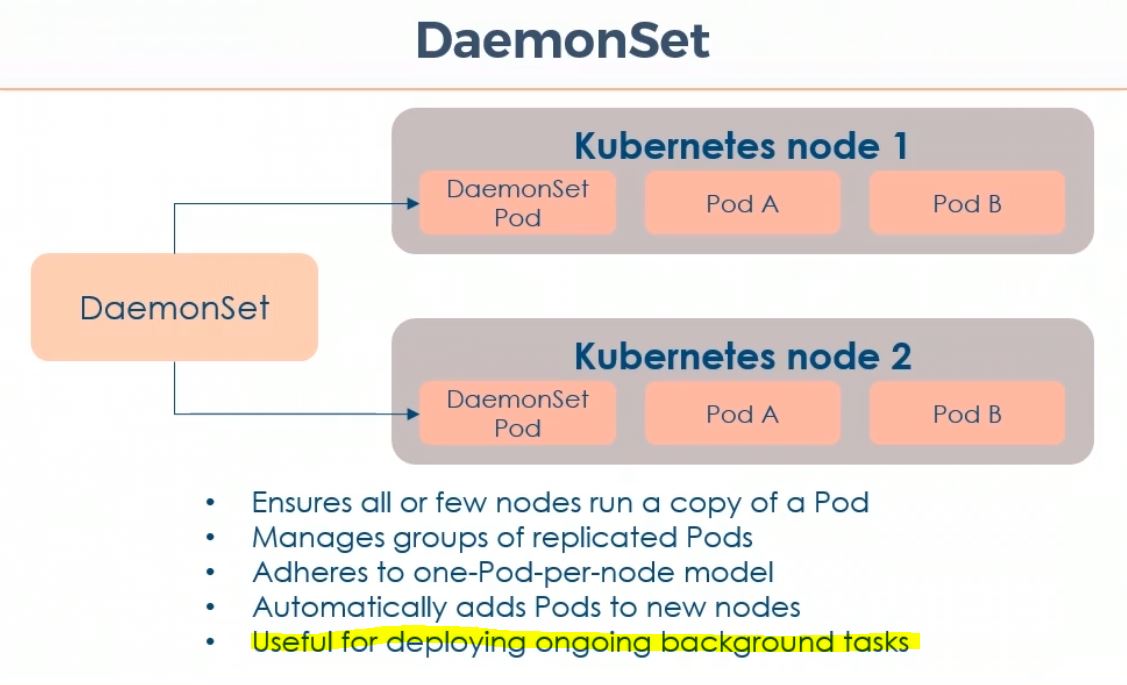 DaemonSet
Kubernetes node 1
DaemonSet
Pod
Pod A
Pod B
DaemonSet
Kubernetes node 2
DaemonSet
Pod
Pod A
Pod B
• Ensures all or few nodes run a copy of a Pod
• Manages groups of replicated Pods
• Adheres to one-Pod-per-node model
• Automatically adds Pods to new nodes
• Useful for deploying ongoing background tasks